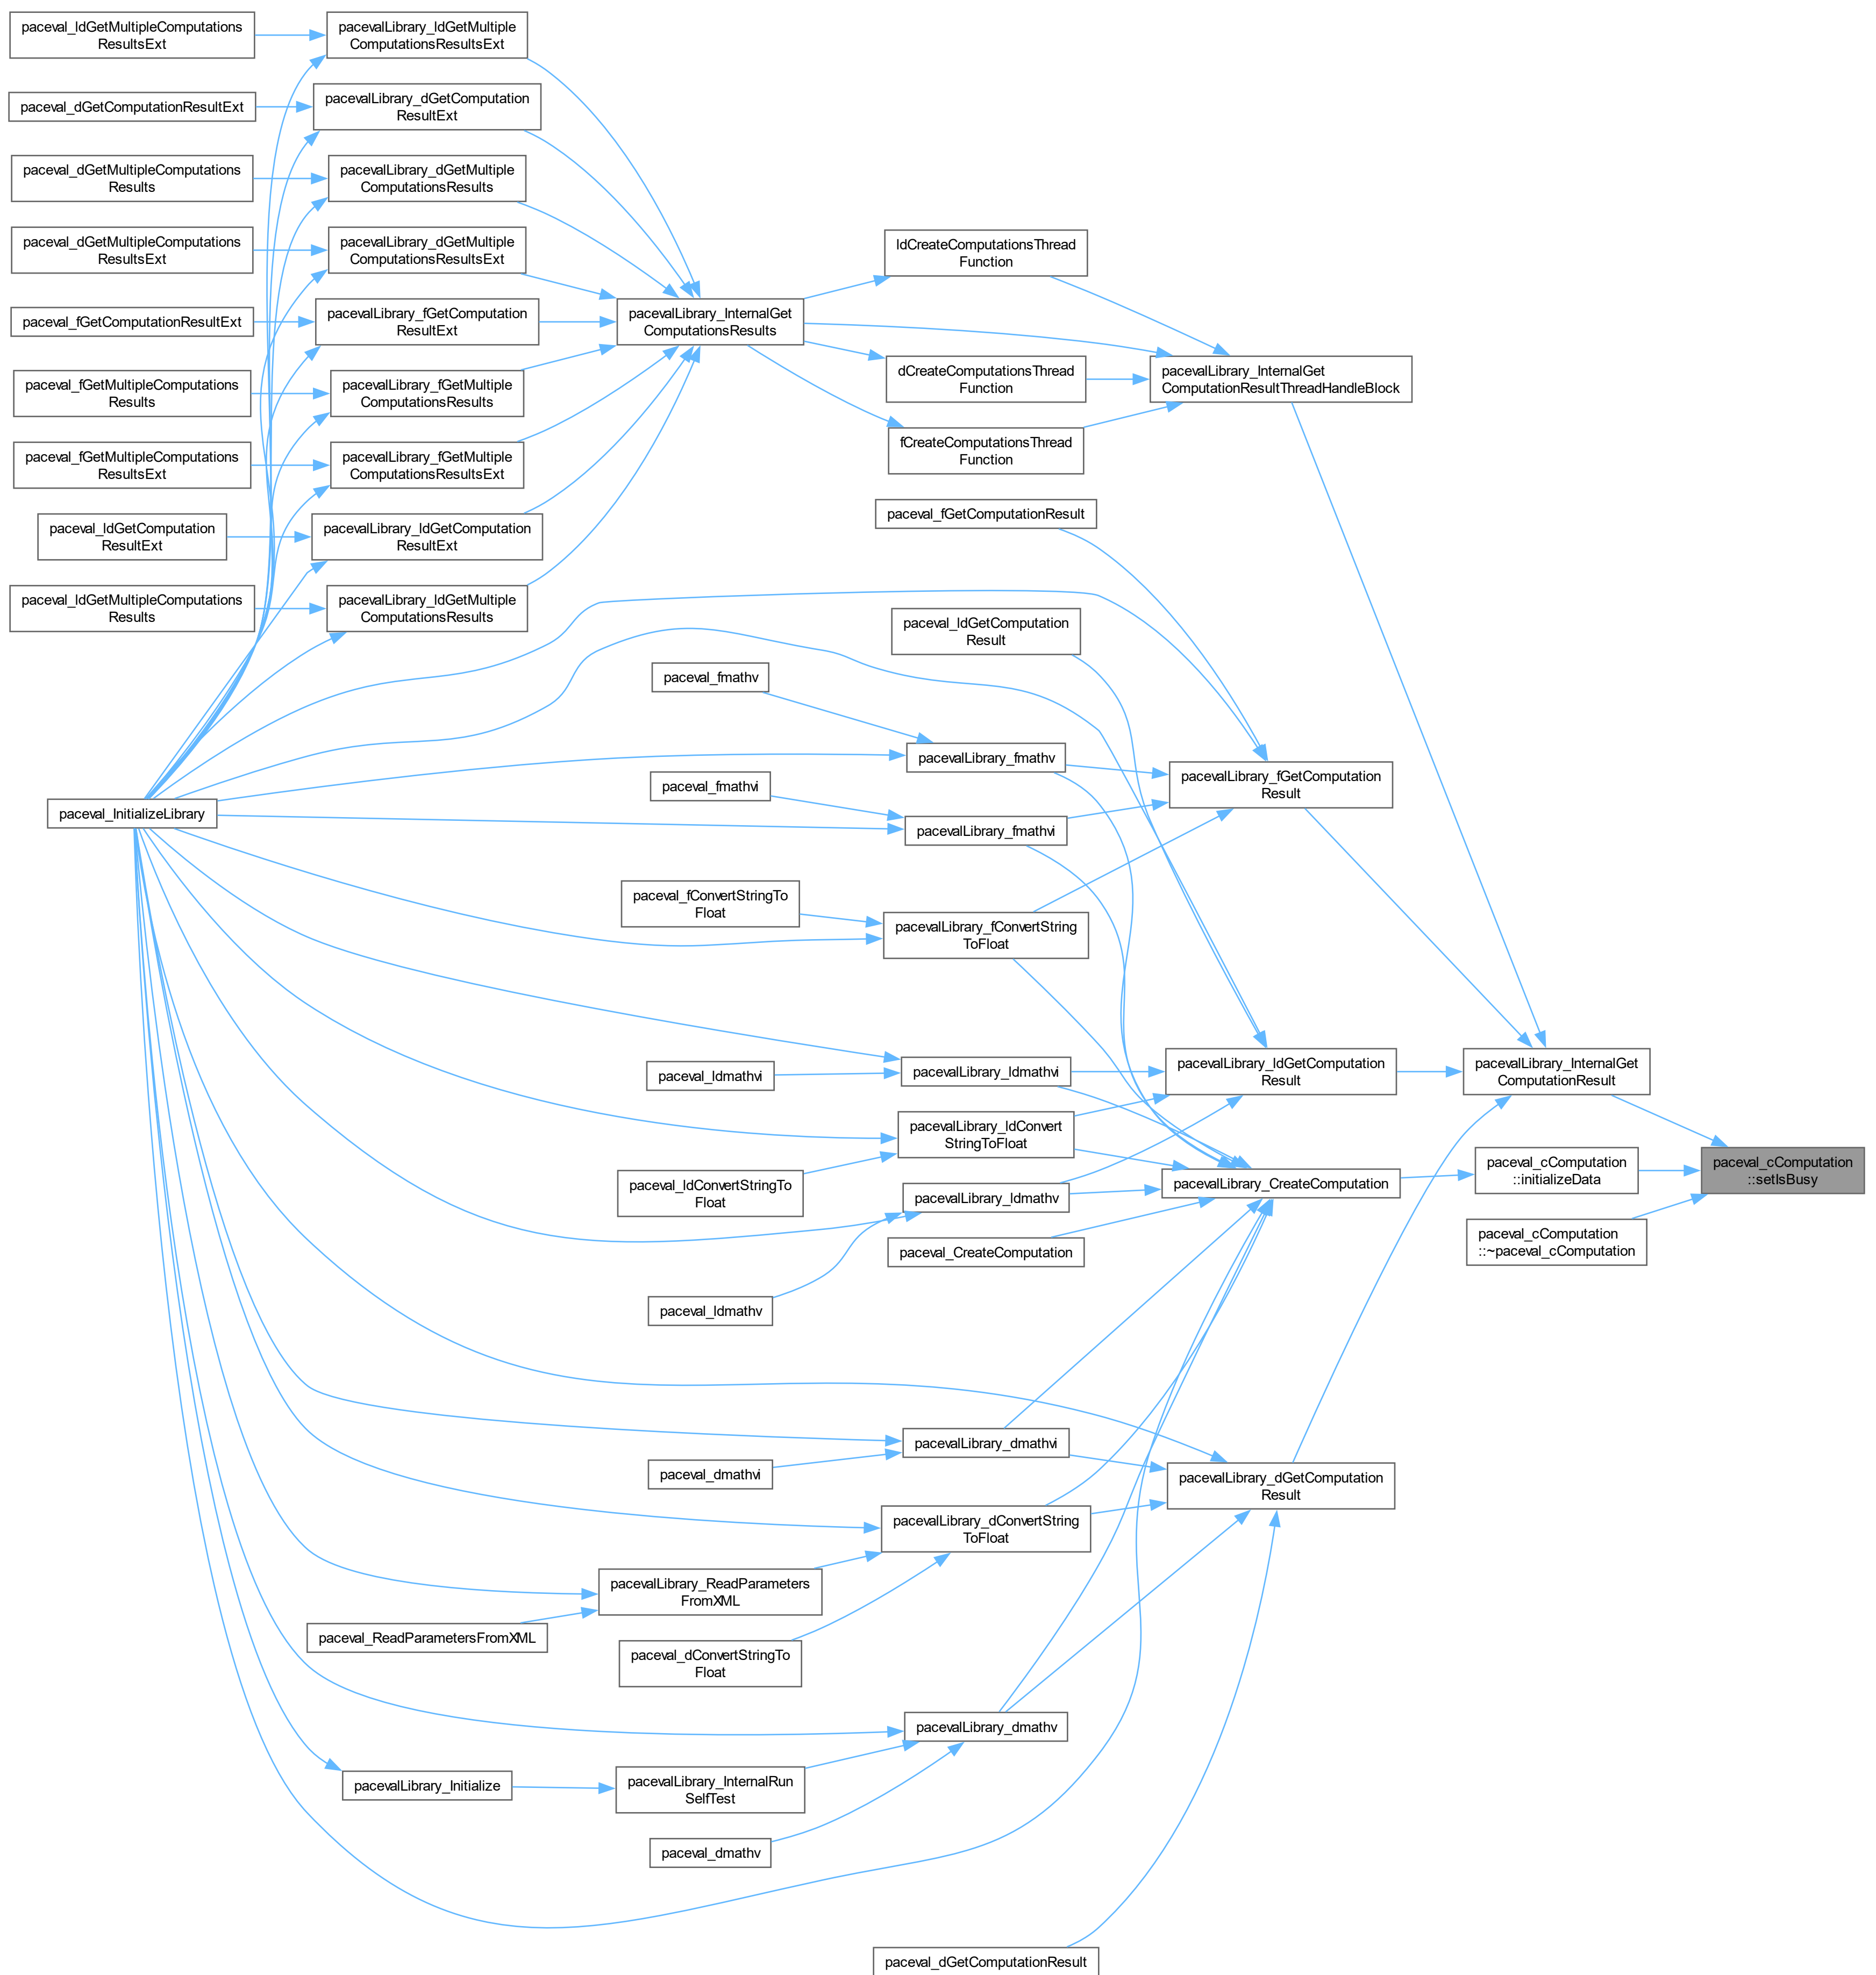 paceval_ldGetMultipleComputations
ResultsExt
pacevalLibrary_ldGetMultiple
ComputationsResultsExt
paceval_dGetComputationResultExt
pacevalLibrary_dGetComputation
ResultExt
paceval_dGetMultipleComputations
Results
pacevalLibrary_dGetMultiple
ComputationsResults
paceval_dGetMultipleComputations
ResultsExt
pacevalLibrary_dGetMultiple
ComputationsResultsExt
paceval_fGetComputationResultExt
pacevalLibrary_fGetComputation
ResultExt
paceval_fGetMultipleComputations
Results
pacevalLibrary_fGetMultiple
ComputationsResults
paceval_fGetMultipleComputations
ResultsExt
pacevalLibrary_fGetMultiple
ComputationsResultsExt
paceval_ldGetComputation
ResultExt
pacevalLibrary_ldGetComputation
ResultExt
paceval_ldGetMultipleComputations
Results
pacevalLibrary_ldGetMultiple
ComputationsResults
pacevalLibrary_InternalGet
ComputationsResults
ldCreateComputationsThread
Function
dCreateComputationsThread
Function
fCreateComputationsThread
Function
pacevalLibrary_InternalGet
ComputationResultThreadHandleBlock
paceval_fGetComputationResult
paceval_ldGetComputation
Result
paceval_fmathv
pacevalLibrary_fmathv
pacevalLibrary_fGetComputation
Result
paceval_fmathvi
paceval_InitializeLibrary
pacevalLibrary_fmathvi
paceval_fConvertStringTo
Float
pacevalLibrary_fConvertString
ToFloat
paceval_ldmathvi
pacevalLibrary_ldmathvi
pacevalLibrary_ldGetComputation
Result
pacevalLibrary_InternalGet
ComputationResult
pacevalLibrary_ldConvert
StringToFloat
paceval_ldConvertStringTo
Float
pacevalLibrary_ldmathv
pacevalLibrary_CreateComputation
paceval_cComputation
::initializeData
paceval_cComputation
::setIsBusy
paceval_CreateComputation
paceval_cComputation
::~paceval_cComputation
paceval_ldmathv
pacevalLibrary_dmathvi
paceval_dmathvi
pacevalLibrary_dGetComputation
Result
pacevalLibrary_dConvertString
ToFloat
pacevalLibrary_ReadParameters
FromXML
paceval_ReadParametersFromXML
paceval_dConvertStringTo
Float
pacevalLibrary_dmathv
pacevalLibrary_Initialize
pacevalLibrary_InternalRun
SelfTest
paceval_dmathv
paceval_dGetComputationResult